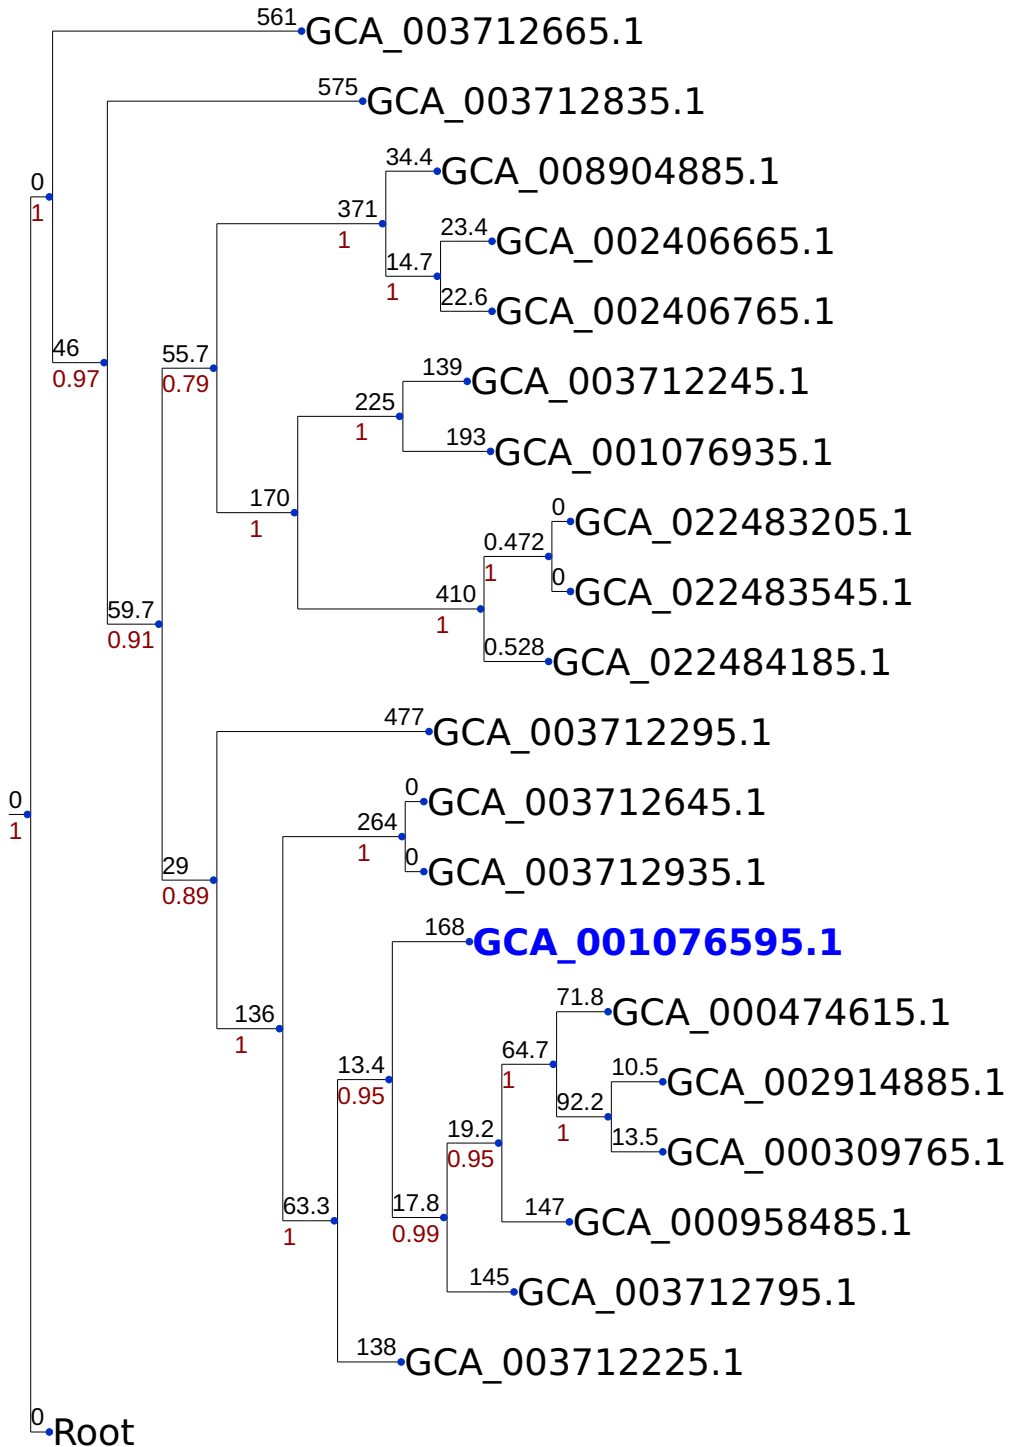 561
GCA_003712665.1
575
GCA_003712835.1
34.4
GCA_008904885.1
0
1
371
1
23.4
GCA_002406665.1
14.7
1
22.6
GCA_002406765.1
46
0.97
55.7
0.79
139
GCA_003712245.1
225
1
193
GCA_001076935.1
170
1
0
GCA_022483205.1
0.472
1
0
GCA_022483545.1
410
1
59.7
0.91
0.528
GCA_022484185.1
477
GCA_003712295.1
0
1
0
GCA_003712645.1
264
1
0
GCA_003712935.1
29
0.89
168
GCA_001076595.1
71.8
GCA_000474615.1
136
1
64.7
1
13.4
0.95
10.5
GCA_002914885.1
92.2
1
13.5
GCA_000309765.1
19.2
0.95
63.3
1
17.8
0.99
147
GCA_000958485.1
145
GCA_003712795.1
138
GCA_003712225.1
0
Root